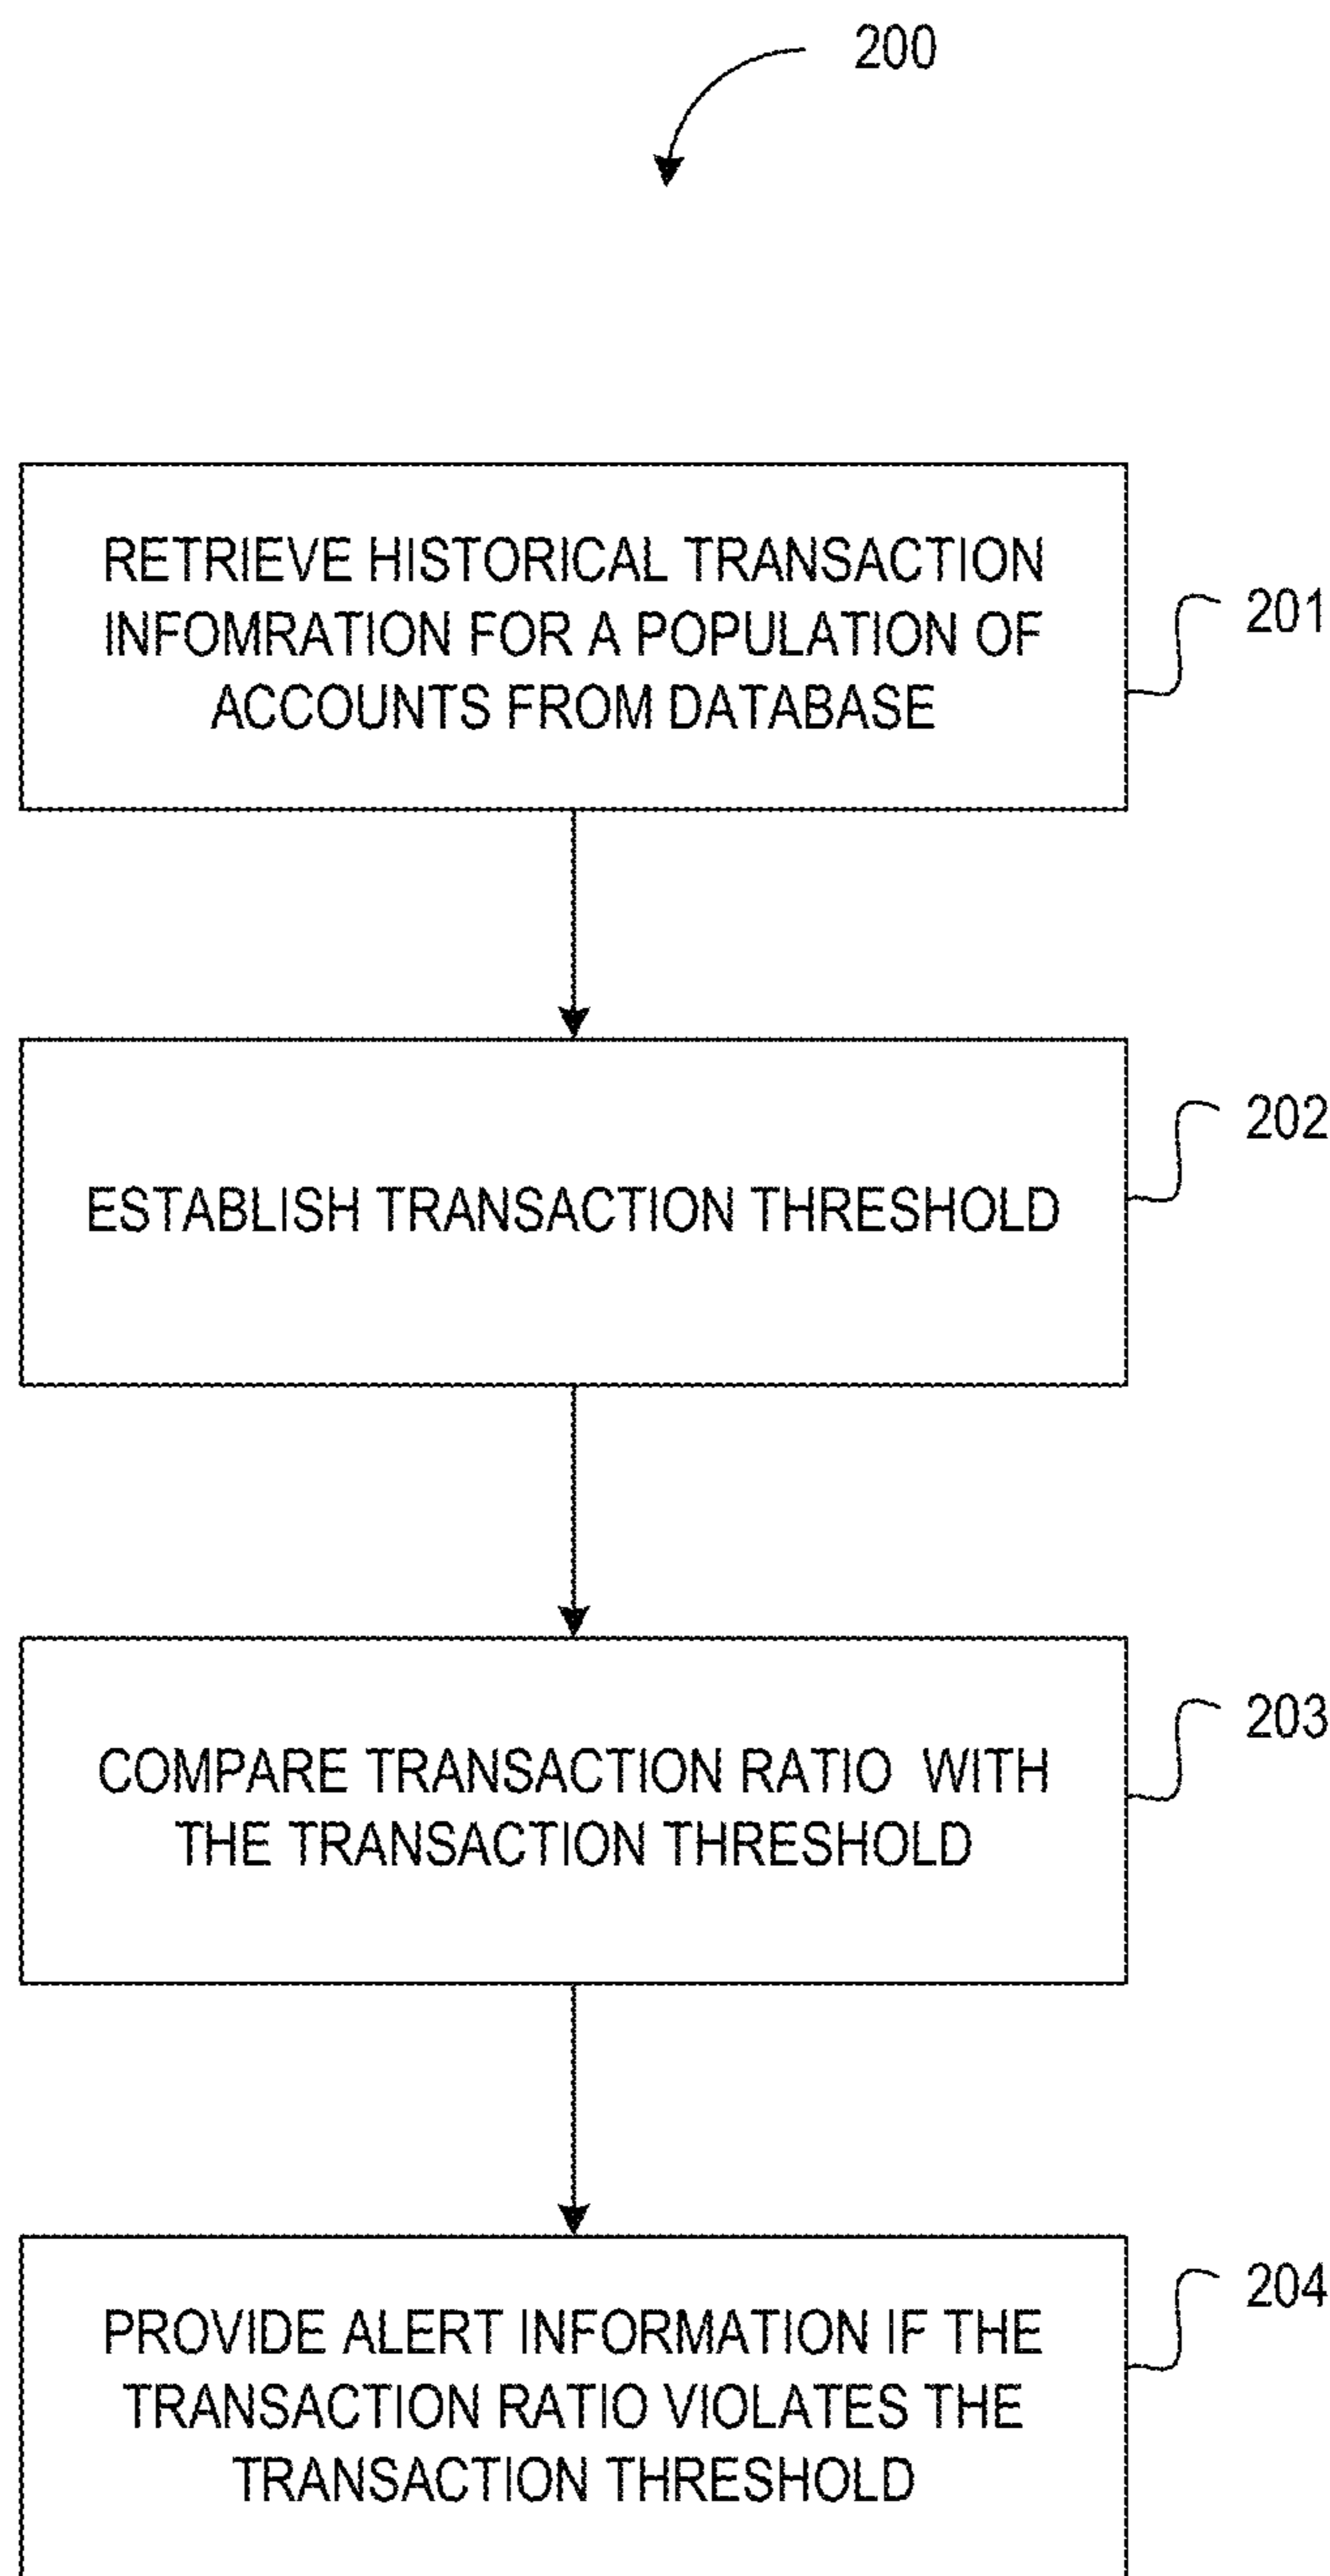 200
RETRIEVE HISTORICAL TRANSACTION
INFOMRATION FOR A POPULATION OF
ACCOUNTS FROM DATABASE
201
ESTABLISH TRANSACTION THRESHOLD
202
COMPARE TRANSACTION RATIO WITH
THE TRANSACTION THRESHOLD
203
PROVIDE ALERT INFORMATION IF THE
TRANSACTION RATIO VIOLATES THE
TRANSACTION THRESHOLD
204